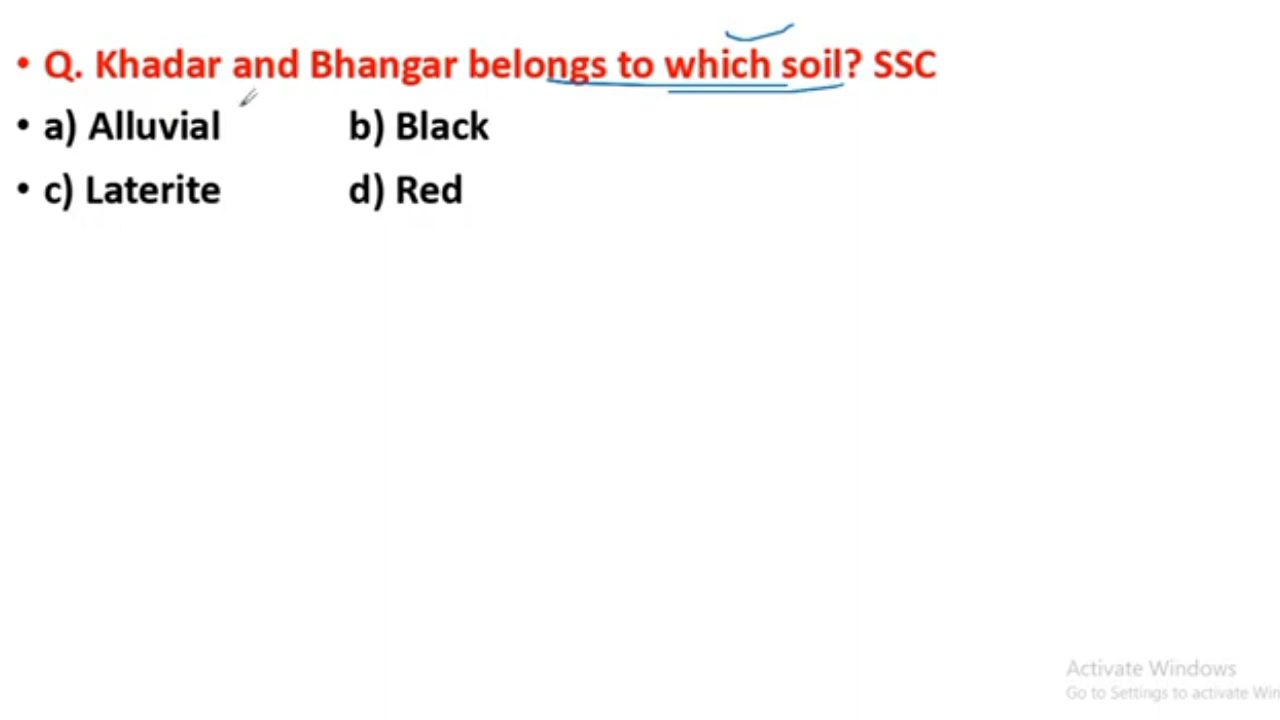 • Q. Khadar and Bhangar belongs to which soil? SSC
• a) Alluvial b) Black
• c) Laterite d) Red
Activate Windows
Go to Settings to activate Win